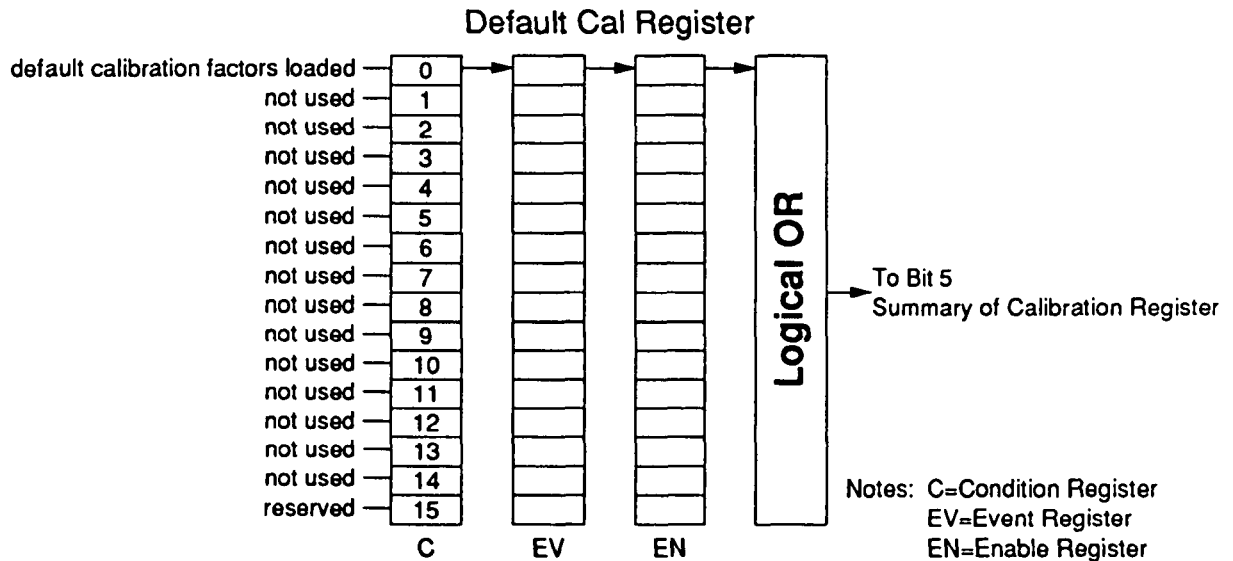 Default Cal Register
default calibration factors loaded 0
not used 1
not used 2
not used 3
not used 4
not used 5
not used 6
not used 7
not used 8
not used 9
not used 10
not used 11
not used 12
not used 13
not used 14
reserved 15
C EV EN
Logical OR
To Bit 5
Summary of Calibration Register
Notes: C=Condition Register
EV=Event Register
EN=Enable Register